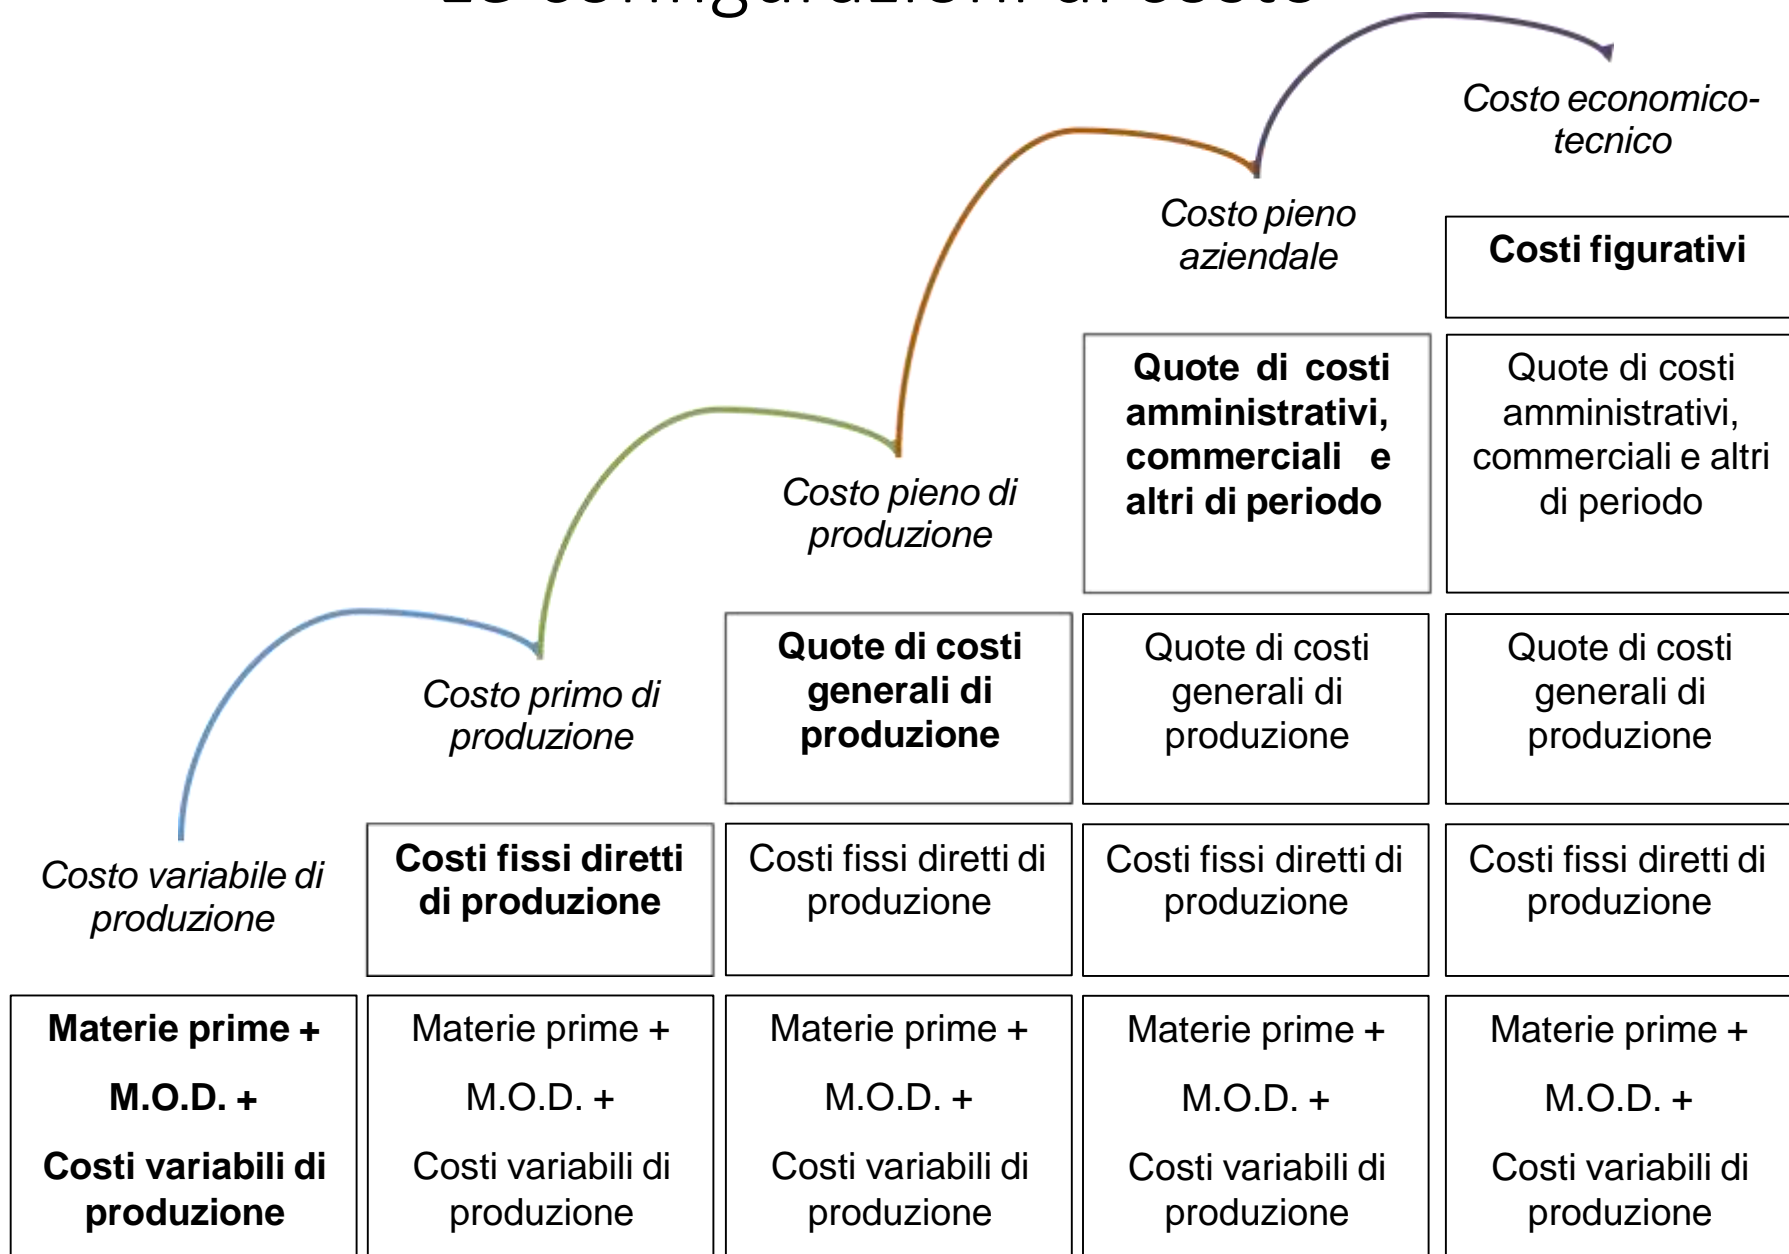 Le configurazioni di costo
Costo economico-
tecnico
Costi figurativi
Costo pieno
aziendale
Quote di costi
amministrativi,
commerciali e
altri di periodo
Quote di costi
amministrativi,
commerciali e altri
di periodo
Costo pieno di
produzione
Quote di costi
generali di
produzione
Quote di costi
generali di
produzione
Quote di costi
generali di
produzione
Costo primo di
produzione
Costi fissi diretti
di produzione
Costi fissi diretti di
produzione
Costi fissi diretti di
produzione
Costi fissi diretti di
produzione
Costo variabile di
produzione
Materie prime +
M.O.D. +
Costi variabili di
produzione
Materie prime +
M.O.D. +
Costi variabili di
produzione
Materie prime +
M.O.D. +
Costi variabili di
produzione
Materie prime +
M.O.D. +
Costi variabili di
produzione
Materie prime +
M.O.D. +
Costi variabili di
produzione